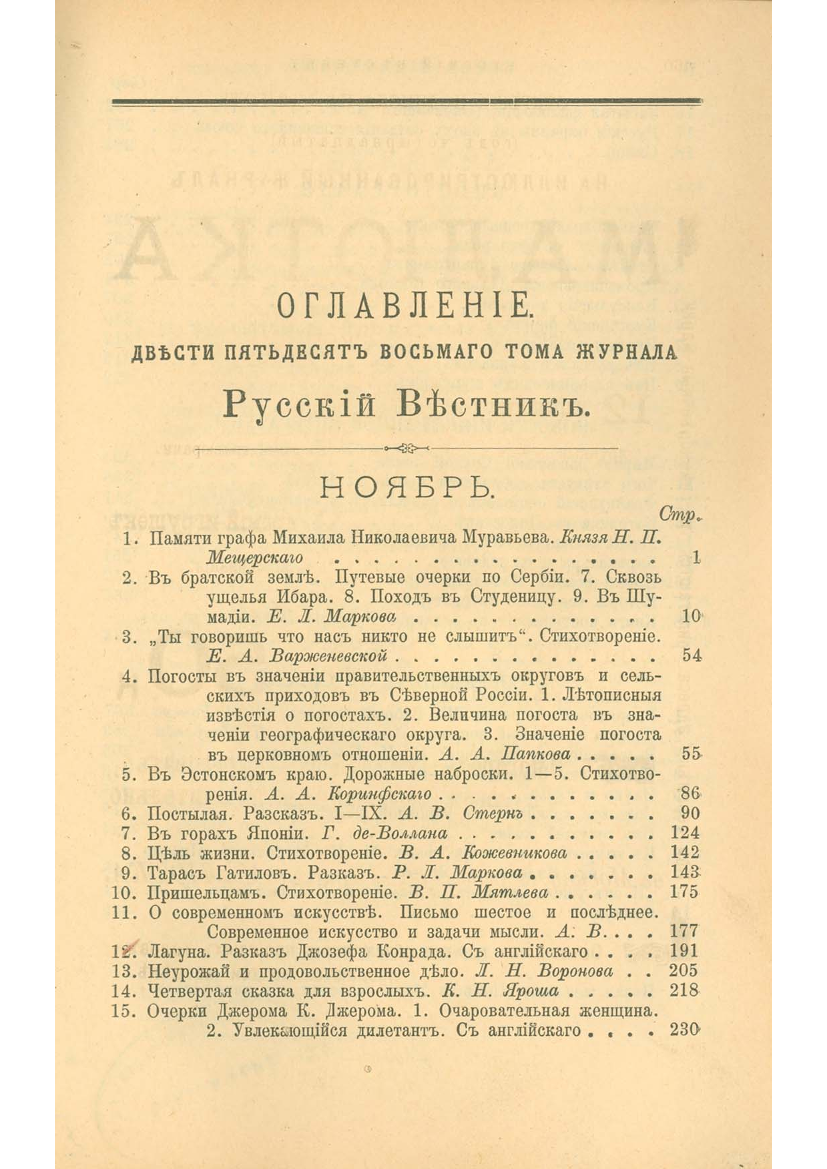 ОГЛАВЛЕНІЕ.
ДВѢСТИ ПЯТЬДЕСЯТЪ ВОСЬМАГО ТОМА ЖУРНАЛА
Русскій Вѣстникъ.
НОЯБРЬ.
Стр.
1. Памяти графа Михаила Николаевича Муравьева. Князя Н. П.
Мещерскаго . . . . . . . . . . . . . . . . 1
2. Въ братской землѣ. Путевые очерки по Сербіи. 7. Сквозь
ущелья Ибара. 8. Походъ въ Студеницу. 9. Въ Шу-
мадіи. Е. Л. Маркова . . . . . . . . . . . . 10
3. „Ты говоришь что насъ никто не слышитъ“. Стихотвореніе.
Е. А. Варженевской . . . . . . . . . . . . . 54
4. Погосты въ значеніи правительственныхъ округовъ и сель-
скихъ приходовъ въ Сѣверной Россіи. 1. Лѣтописныя
извѣстія о погостахъ. 2. Величина погоста въ зна-
ченіи географическаго округа. 3. Значеніе погоста
въ церковномъ отношеніи. А. А. Папкова . . . . . 55
5. Въ Эстонскомъ краю. Дорожные наброски. 1—5. Стихотво-
ренія. А. А. Коринфскаго . . . . . . . . . . . 86
6. Постылая. Разсказъ. I—IX. А. В. Стернъ . . . . . . . 90
7. Въ горахъ Японіи. Г. де-Воллана . . . . . . . . . . . 124
8. Цѣль жизни. Стихотвореніе. В. А. Кожевникова . . . . . 142
9. Тарасъ Гатиловъ. Разказъ. Р. Л. Маркова . . . . . . . 143
10. Пришельцамъ. Стихотвореніе. В. П. Мятлева . . . . . . 175
11. О современномъ искусствѣ. Письмо шестое и послѣднее.
Современное искусство и задачи мысли. А. В. . . . 177
12. Лагуна. Разказъ Джозефа Конрада. Съ англійскаго . . . . 191
13. Неурожай и продовольственное дѣло. Л. Н. Воронова . . 205
14. Четвертая сказка для взрослыхъ. К. Н. Яроша . . . . . 218
15. Очерки Джерома К. Джерома. 1. Очаровательная женщина.
2. Увлекающійся дилетантъ. Съ англійскаго . . . . 230